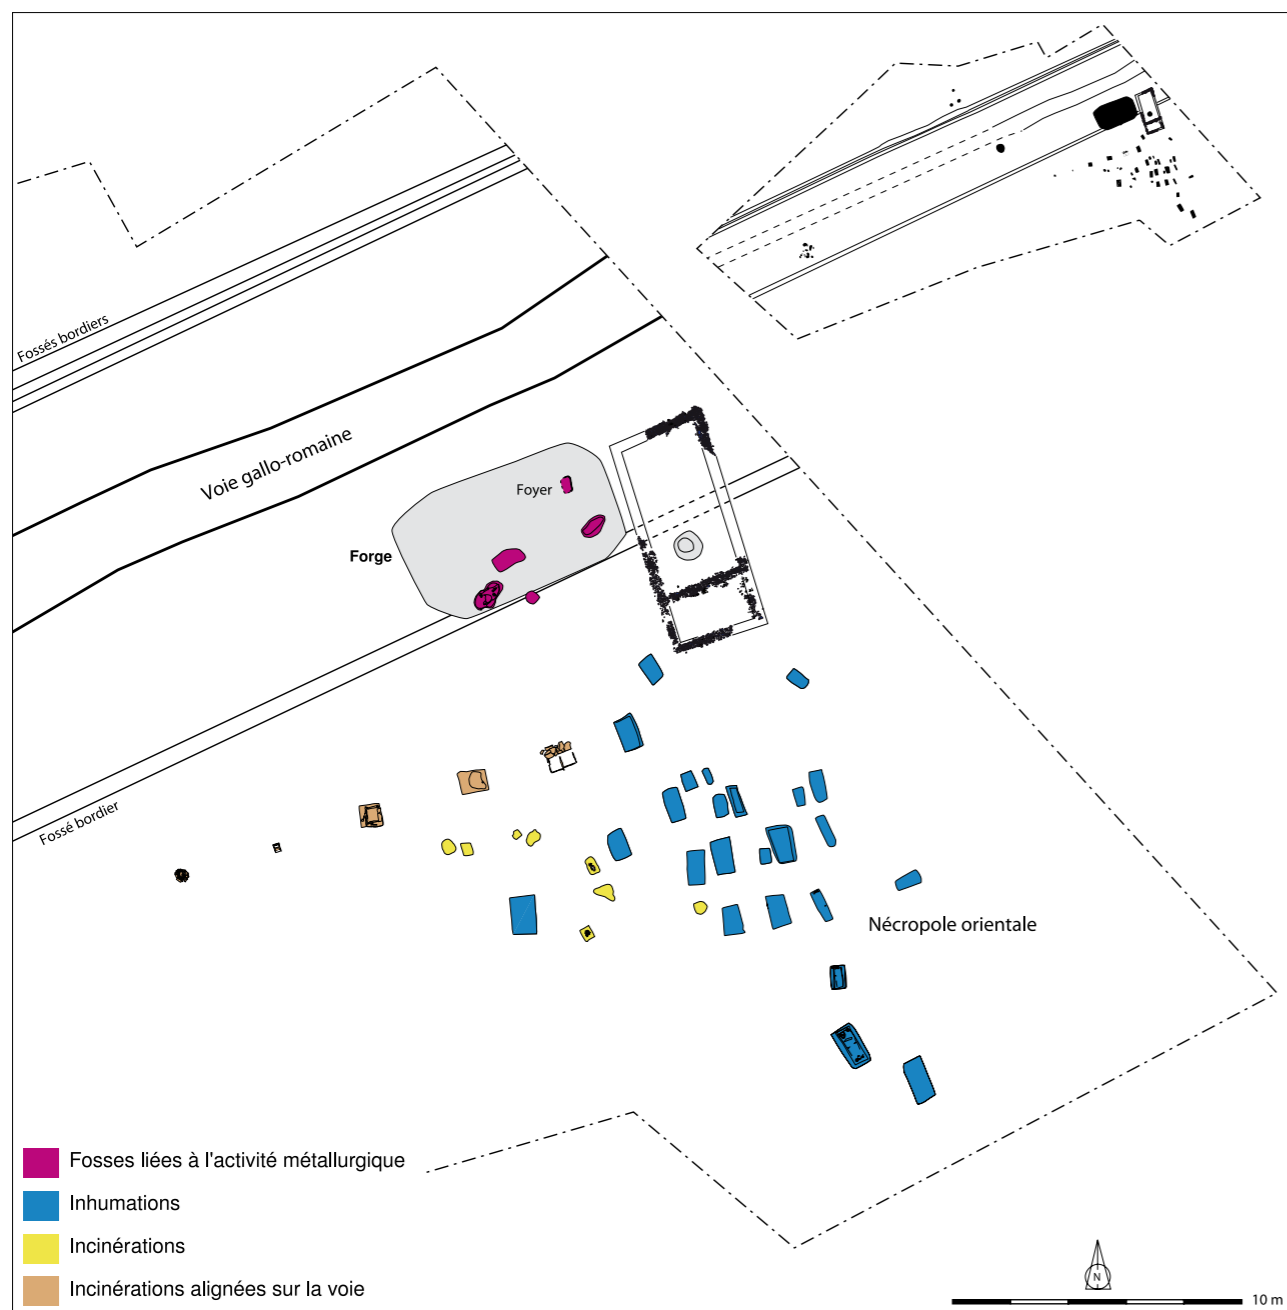 Fossés bordiers
Voie gallo-romaine
Foyer
Forge
Fossé bordier
Nécropole orientale
Fosses liées à l'activité métallurgique
Inhumations
Incinérations
Incinérations alignées sur la voie
N
10 m